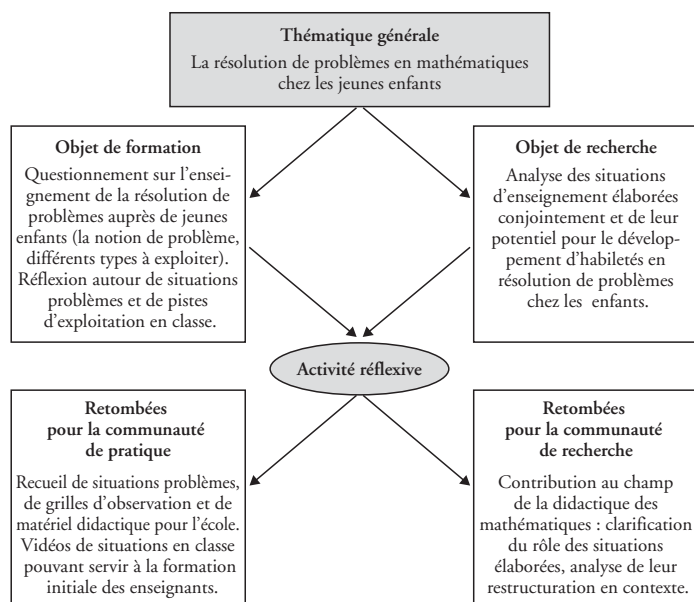 Thématique générale
La résolution de problèmes en mathématiques
chez les jeunes enfants
Objet de formation
Questionnement sur l’ensei-
gnement de la résolution de
problèmes auprès de jeunes
enfants (la notion de problème,
différents types à exploiter).
Réflexion autour de situations
problèmes et de pistes
d’exploitation en classe.
Objet de recherche
Analyse des situations
d’enseignement élaborées
conjointement et de leur
potentiel pour le dévelop-
pement d’habiletés en
résolution de problèmes
chez les enfants.
Activité réflexive
Retombées
pour la communauté
de pratique
Recueil de situations problèmes,
de grilles d’observation et de
matériel didactique pour l’école.
Vidéos de situations en classe
pouvant servir à la formation
initiale des enseignants.
Retombées
pour la communauté
de recherche
Contribution au champ
de la didactique des
mathématiques : clarification
du rôle des situations
élaborées, analyse de leur
restructuration en contexte.